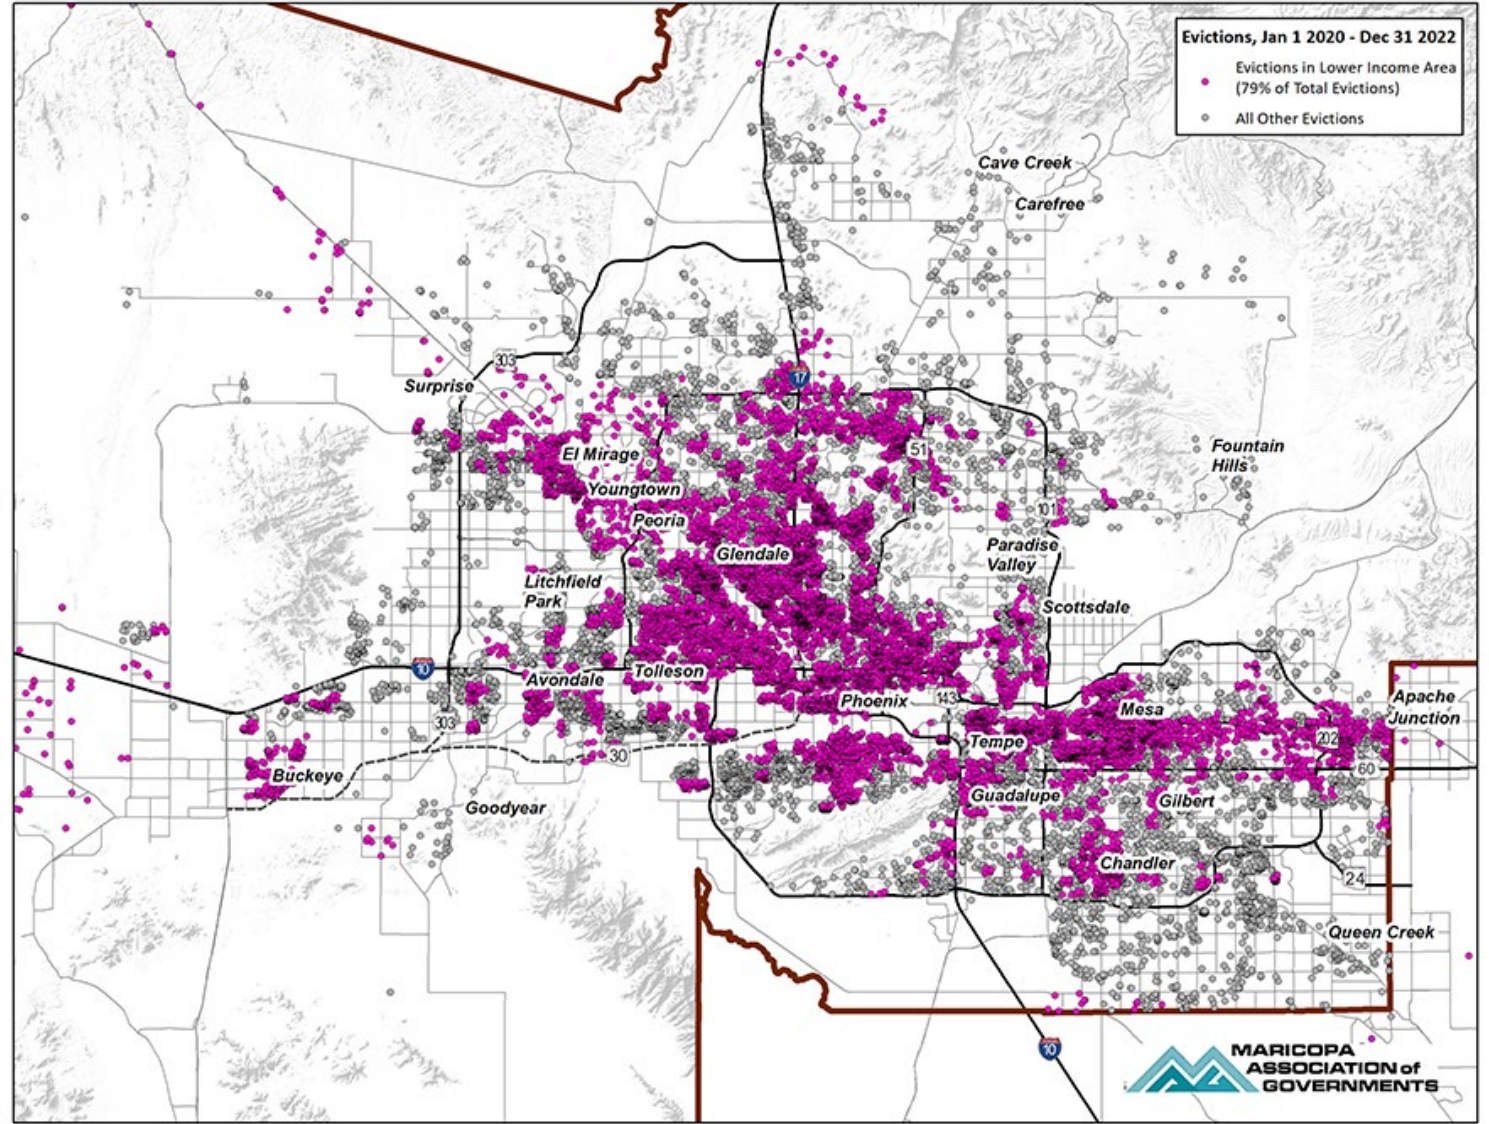 Evictions, Jan 1 2020 - Dec 31 2022
Evictions in Lower Income Area
(79% of Total Evictions)
All Other Evictions
Cave Creek
Carefree
303
Surprise
17
51
Fountain
Hills
El Mirage
Youngtown
Peoria
101
Glendale
Paradise
Valley
Litchfield
Park
Scottsdale
10
Avondale
Tolleson
Phoenix
143
Mesa
Apache
Junction
303
Tempe
202
30
60
Buckeye
Goodyear
Guadalupe
Gilbert
Chandler
24
Queen Creek
10
MARICOPA
ASSOCIATION of
GOVERNMENTS